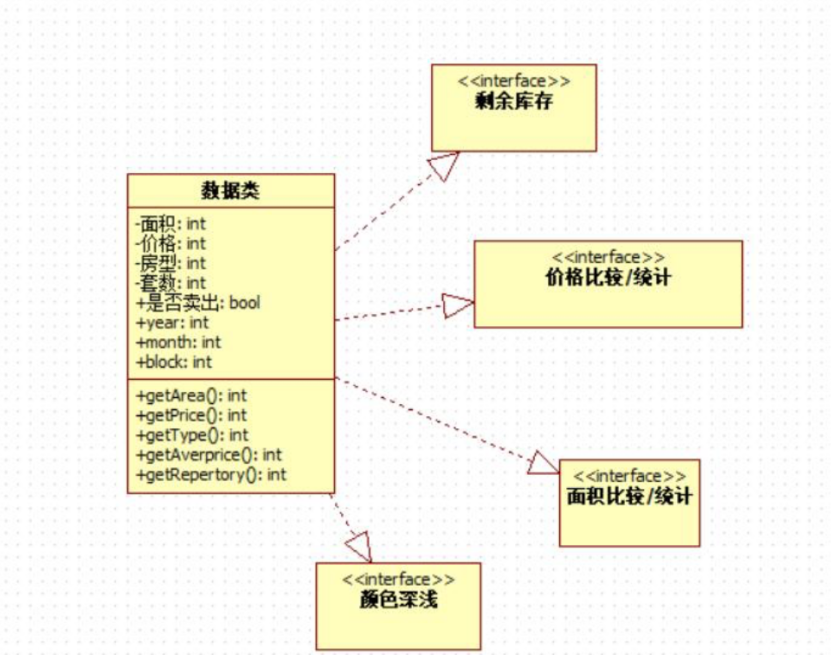 <<interface>>
剩余库存
数据类
-面积: int
-价格: int
-房型: int
-套数: int
+是否卖出: bool
+year: int
+month: int
+block: int
+getArea(): int
+getPrice(): int
+getType(): int
+getAverprice(): int
+getRepertory(): int
<<interface>>
价格比较/统计
<<interface>>
面积比较/统计
<<interface>>
颜色深浅